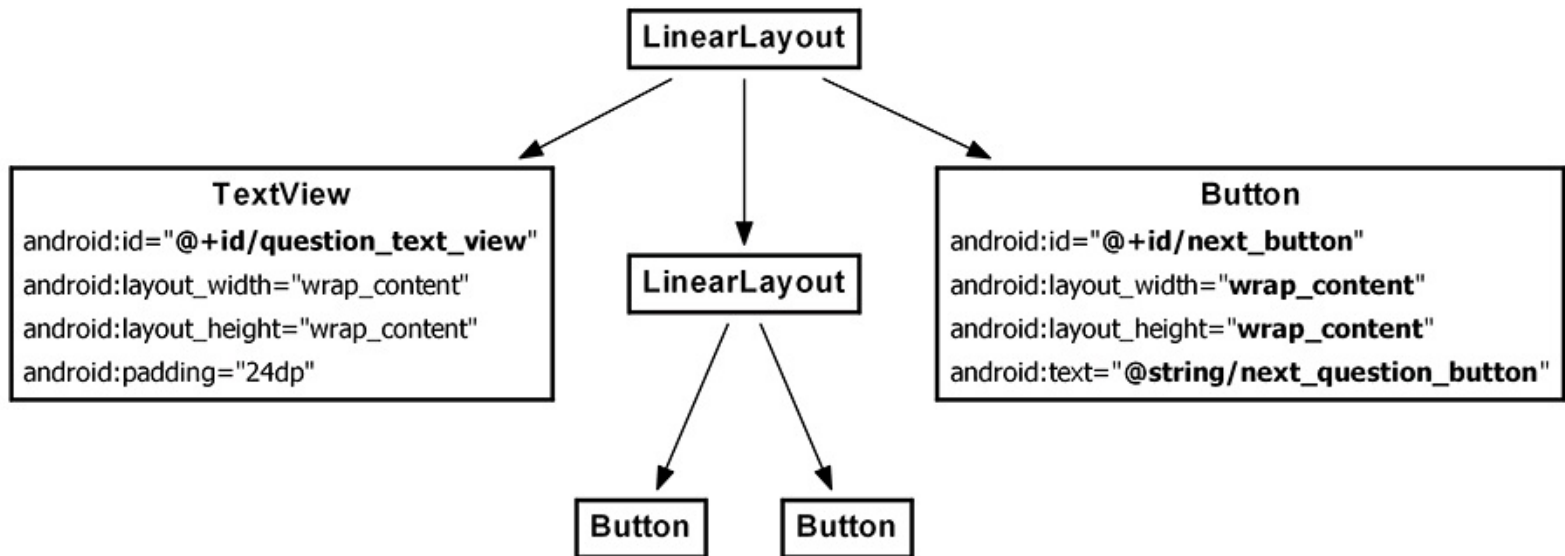 LinearLayout
TextView
android:id="@+id/question_text_view"
android:layout_width="wrap_content"
android:layout_height="wrap_content"
android:padding="24dp"
LinearLayout
Button
android:id="@+id/next_button"
android:layout_width="wrap_content"
android:layout_height="wrap_content"
android:text="@string/next_question_button"
Button
Button